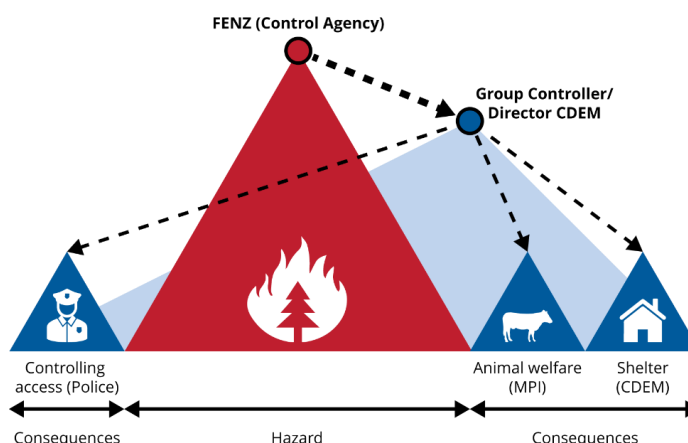 FENZ (Control Agency)
Group Controller/
Director CDEM
Controlling
access (Police)
Animal welfare
(MPI)
Shelter
(CDEM)
Consequences
Hazard
Consequences